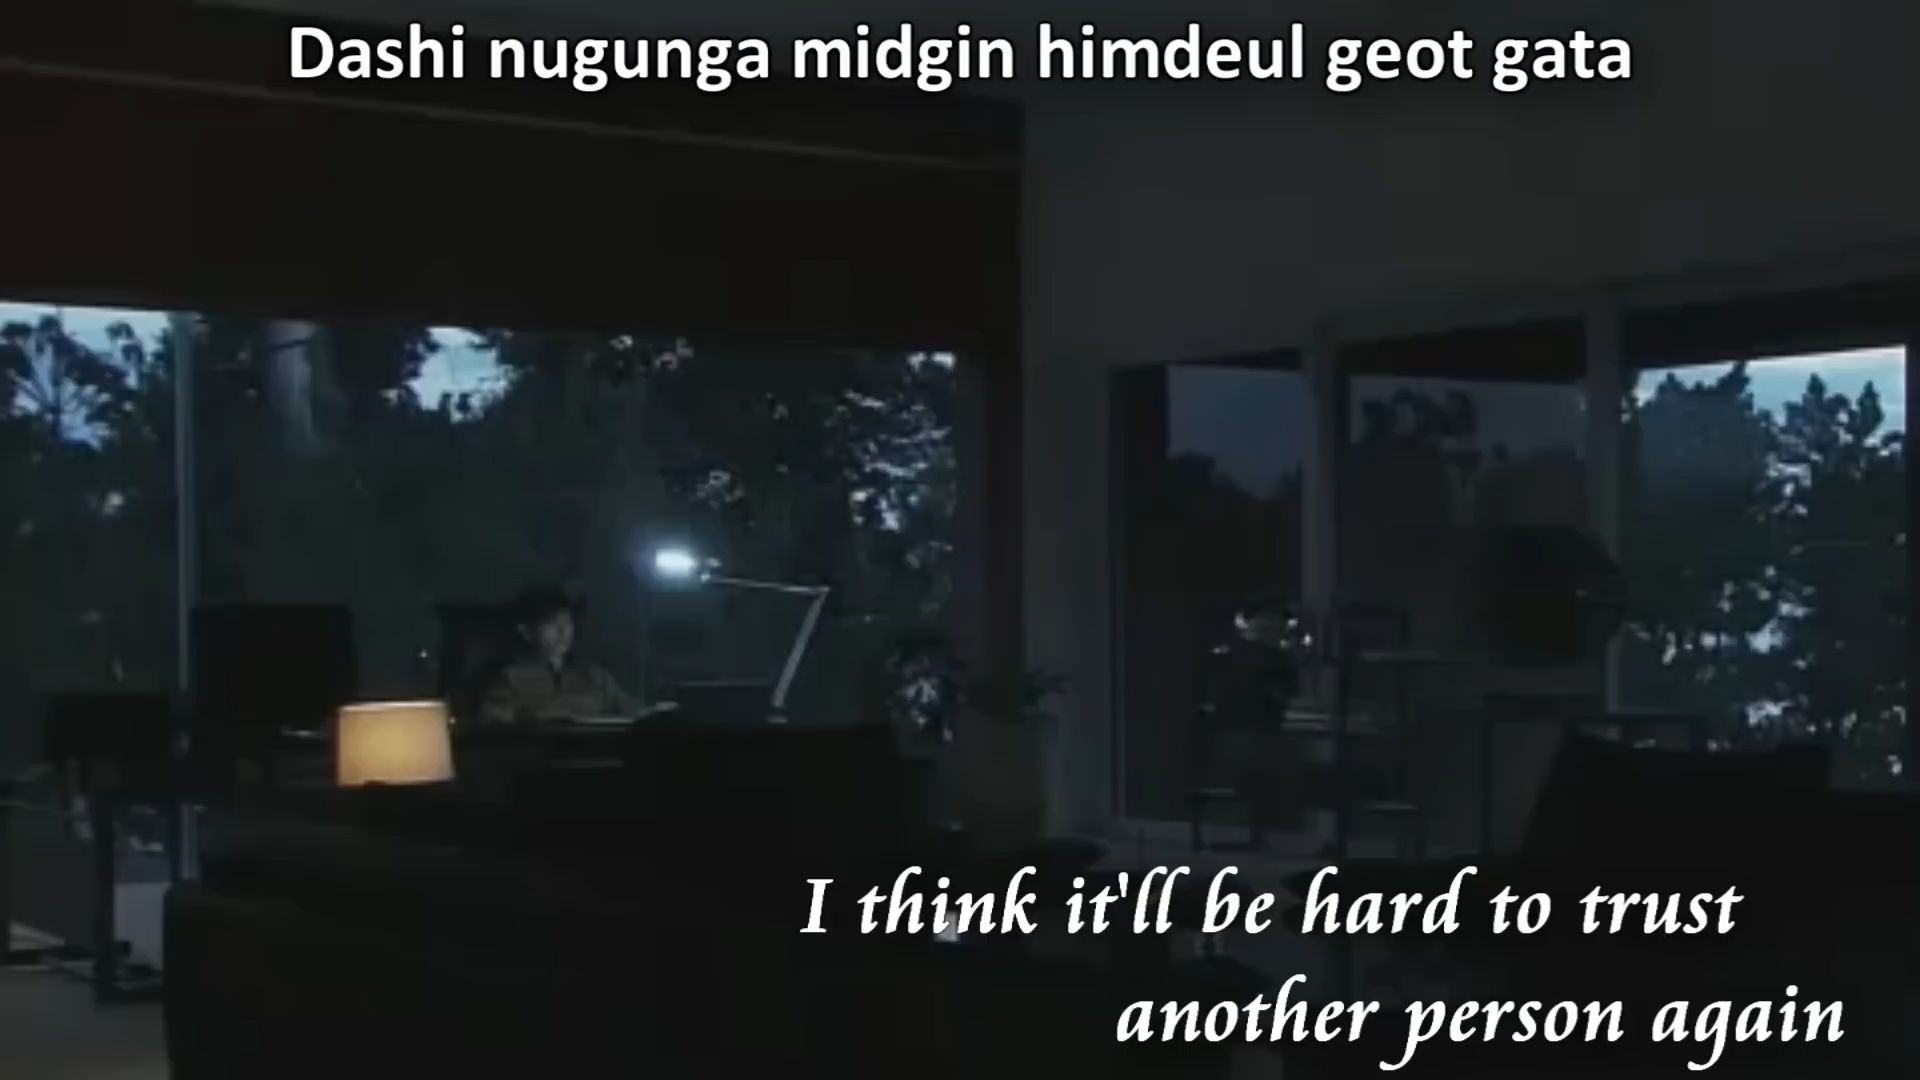 Dashi nugunga midgin himdeul geot gata
I think it'll be hard to trust
another person again